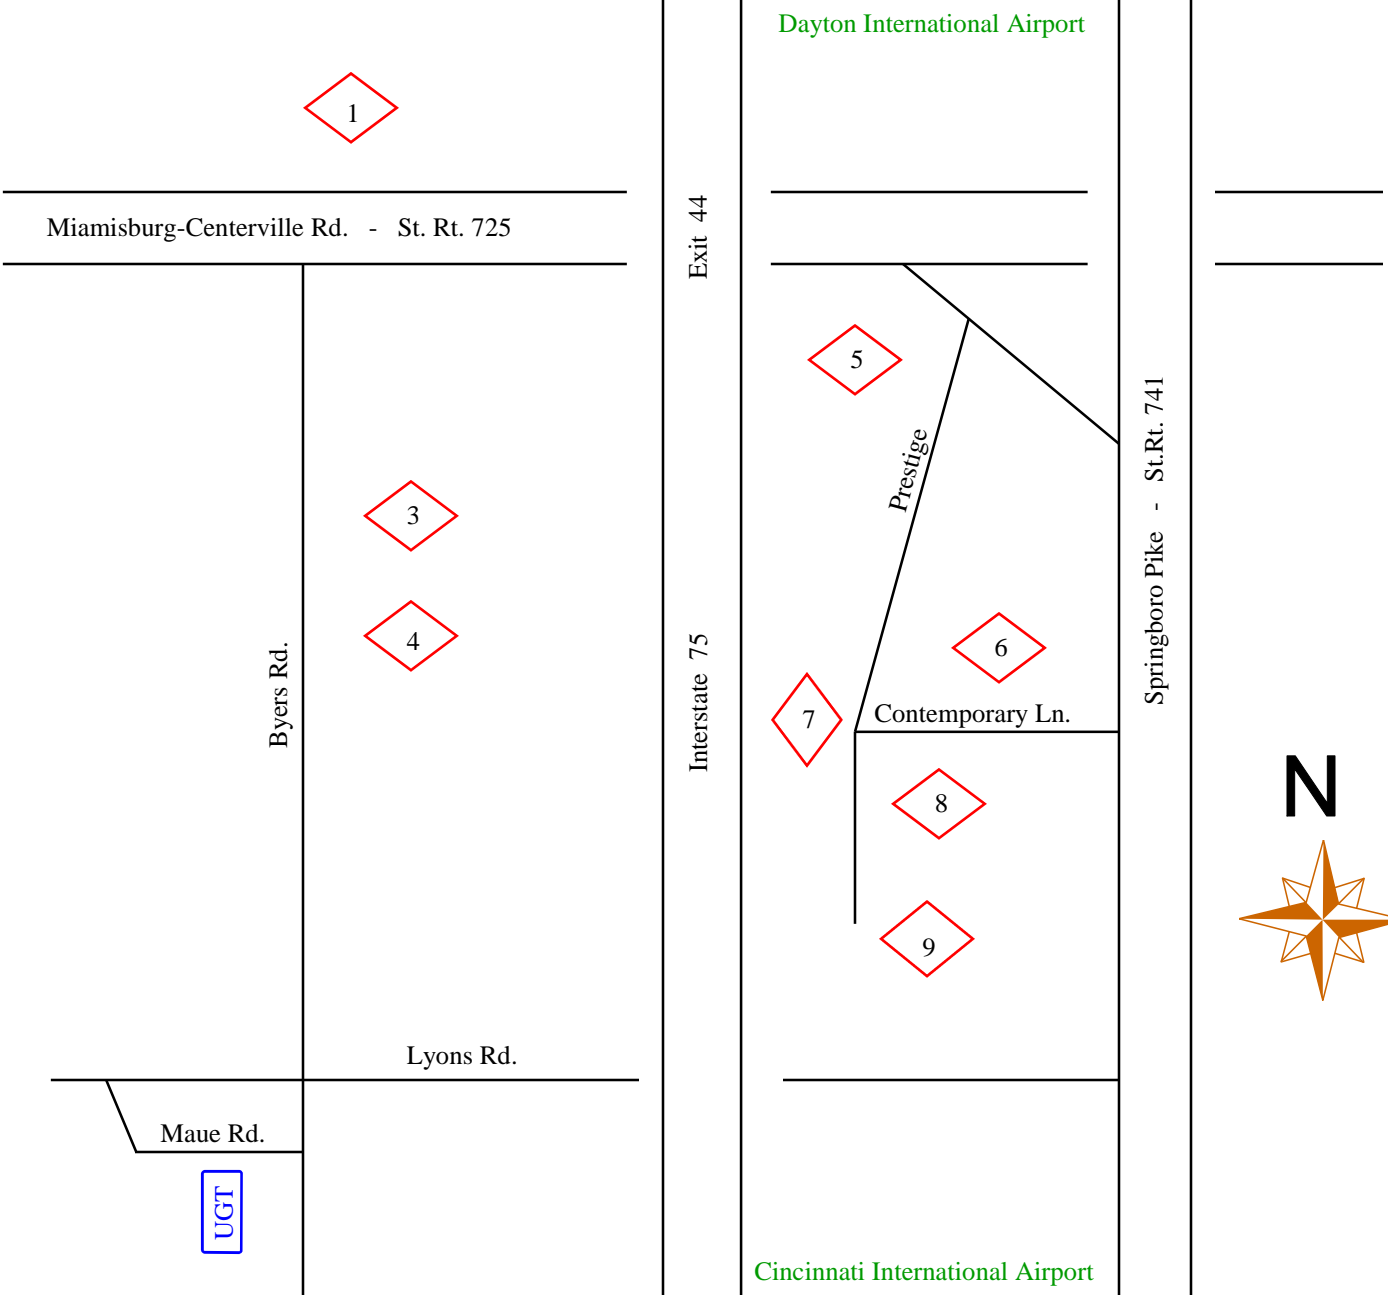 Dayton International Airport
1
Exit 44
Miamisburg-Centerville Rd. - St. Rt. 725
5
Prestige
Springboro Pike - St.Rt. 741
3
4
6
Byers Rd.
Interstate 75
7
Contemporary Ln.
N
8
9
Lyons Rd.
Maue Rd.
UGT
Cincinnati International Airport